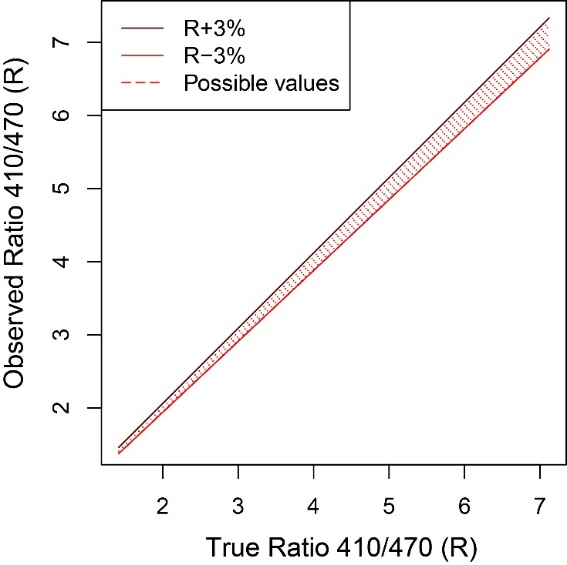 R+3%
R−3%
Possible values
7
6
5
4
3
2
Observed Ratio 410/470 (R)
2 3 4 5 6 7
True Ratio 410/470 (R)